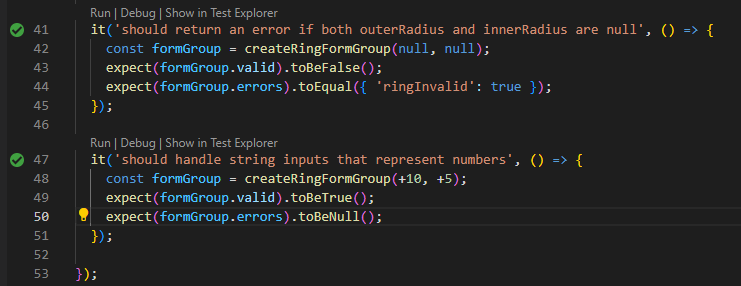 Run | Debug | Show in Test Explorer
41 it('should return an error if both outerRadius and innerRadius are null', () => {
42 const formGroup = createRingFormGroup(null, null);
43 expect(formGroup.valid).toBeFalse();
44 expect(formGroup.errors).toEqual({ 'ringInvalid': true });
45 });
46
Run | Debug | Show in Test Explorer
47 it('should handle string inputs that represent numbers', () => {
48 const formGroup = createRingFormGroup(+10, +5);
49 expect(formGroup.valid).toBeTrue();
50 expect(formGroup.errors).toBeNull();
51 });
52
53 });